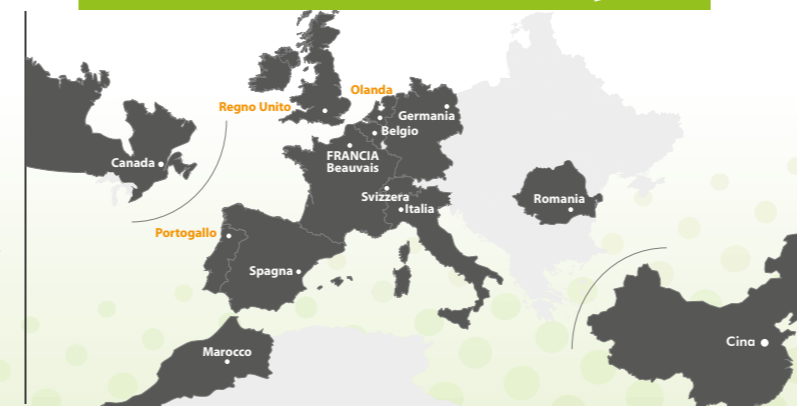 Olanda
Regno Unito
Germania
Belgio
FRANCIA
Beauvais
Canada
Svizzera
Italia
Romania
Portogallo
Spagna
Cina
Marocco